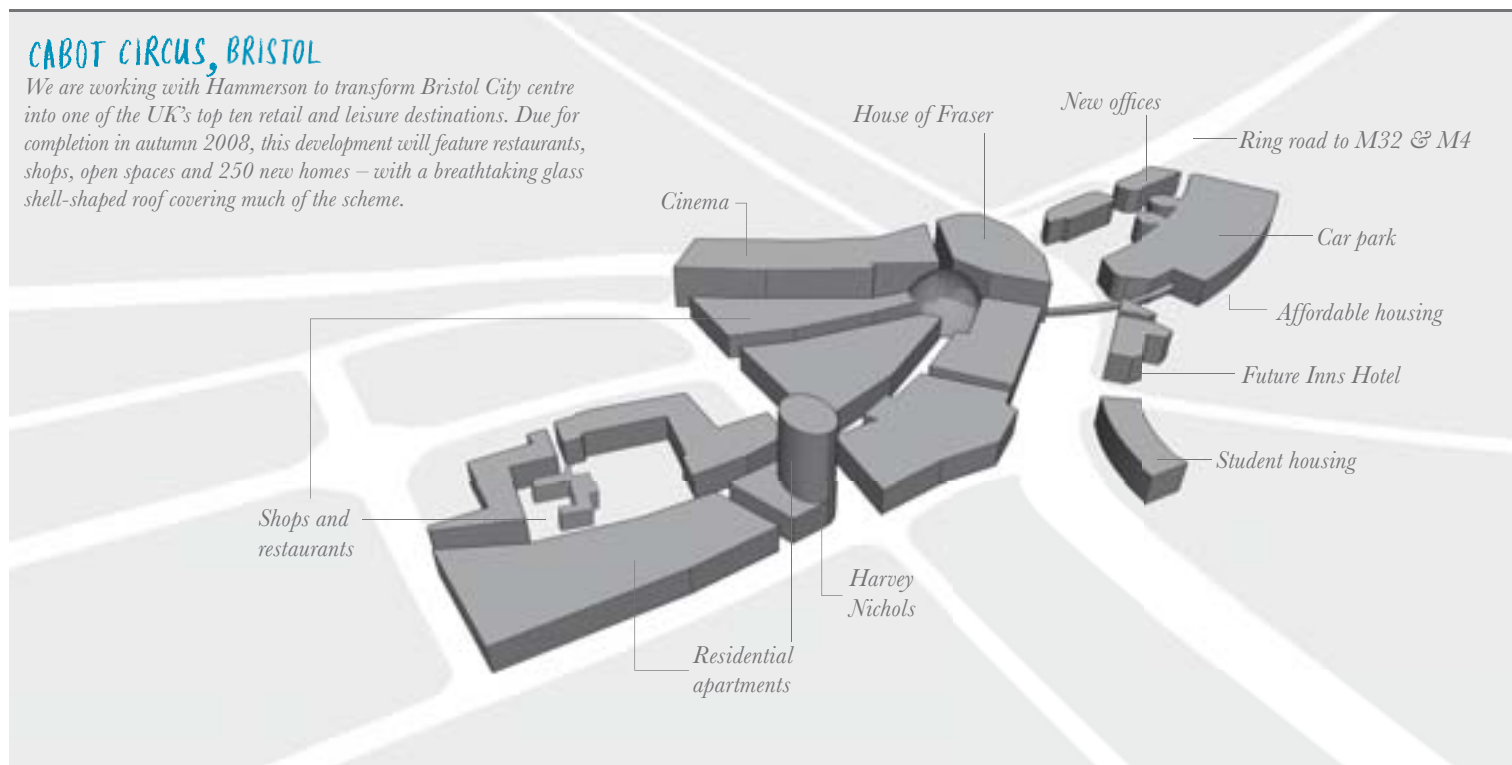 CABOT CIRCUS, BRISTOL
We are working with Hammerson to transform Bristol City centre
into one of the UK's top ten retail and leisure destinations. Due for
completion in autumn 2008, this development will feature restaurants,
shops, open spaces and 250 new homes – with a breathtaking glass
shell-shaped roof covering much of the scheme.
New offices
House of Fraser
Ring road to M32 & M4
Cinema
Car park
Affordable housing
Future Inns Hotel
Student housing
Shops and
restaurants
Harvey
Nichols
Residential
apartments